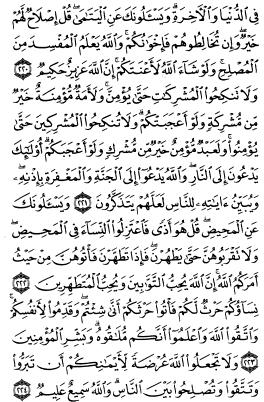 فِي الدُّنْيَا وَالْآخِرَةِ ۗ وَيَسْـَٔلُونَكَ عَنِ الْيَتَامَىٰ ۖ قُلْ إِصْلَاحٌ لَّهُمْ
خَيْرٌ ۖ وَإِن تُخَالِطُوهُمْ فَإِخْوَانُكُمْ ۚ وَاللَّهُ يَعْلَمُ الْمُفْسِدَ مِنَ
الْمُصْلِحِ ۚ وَلَوْ شَاءَ اللَّهُ لَأَعْنَتَكُمْ ۚ إِنَّ اللَّهَ عَزِيزٌ حَكِيمٌ ٢٢٠
وَلَا تَنكِحُوا الْمُشْرِكَاتِ حَتَّىٰ يُؤْمِنَّ ۚ وَلَأَمَةٌ مُّؤْمِنَةٌ خَيْرٌ
مِّن مُّشْرِكَةٍ وَلَوْ أَعْجَبَتْكُمْ ۗ وَلَا تُنكِحُوا الْمُشْرِكِينَ حَتَّىٰ
يُؤْمِنُوا ۚ وَلَعَبْدٌ مُّؤْمِنٌ خَيْرٌ مِّن مُّشْرِكٍ وَلَوْ أَعْجَبَكُمْ ۗ أُولَٰئِكَ
يَدْعُونَ إِلَى النَّارِ ۖ وَاللَّهُ يَدْعُو إِلَى الْجَنَّةِ وَالْمَغْفِرَةِ بِإِذْنِهِ ۖ
وَيُبَيِّنُ آيَاتِهِ لِلنَّاسِ لَعَلَّهُمْ يَتَذَكَّرُونَ ٢٢١ وَيَسْـَٔلُونَكَ
عَنِ الْمَحِيضِ ۖ قُلْ هُوَ أَذًى فَاعْتَزِلُوا النِّسَاءَ فِي الْمَحِيضِ ۖ
وَلَا تَقْرَبُوهُنَّ حَتَّىٰ يَطْهُرْنَ ۖ فَإِذَا تَطَهَّرْنَ فَأْتُوهُنَّ مِنْ حَيْثُ
أَمَرَكُمُ اللَّهُ ۚ إِنَّ اللَّهَ يُحِبُّ التَّوَّابِينَ وَيُحِبُّ الْمُتَطَهِّرِينَ ٢٢٢
نِسَاؤُكُمْ حَرْثٌ لَّكُمْ فَأْتُوا حَرْثَكُمْ أَنَّىٰ شِئْتُمْ ۖ وَقَدِّمُوا لِأَنفُسِكُمْ ۚ
وَاتَّقُوا اللَّهَ وَاعْلَمُوا أَنَّكُم مُّلَاقُوهُ ۗ وَبَشِّرِ الْمُؤْمِنِينَ
٢٢٣ وَلَا تَجْعَلُوا اللَّهَ عُرْضَةً لِّأَيْمَانِكُمْ أَن تَبَرُّوا
وَتَتَّقُوا وَتُصْلِحُوا بَيْنَ النَّاسِ ۗ وَاللَّهُ سَمِيعٌ عَلِيمٌ ٢٢٤